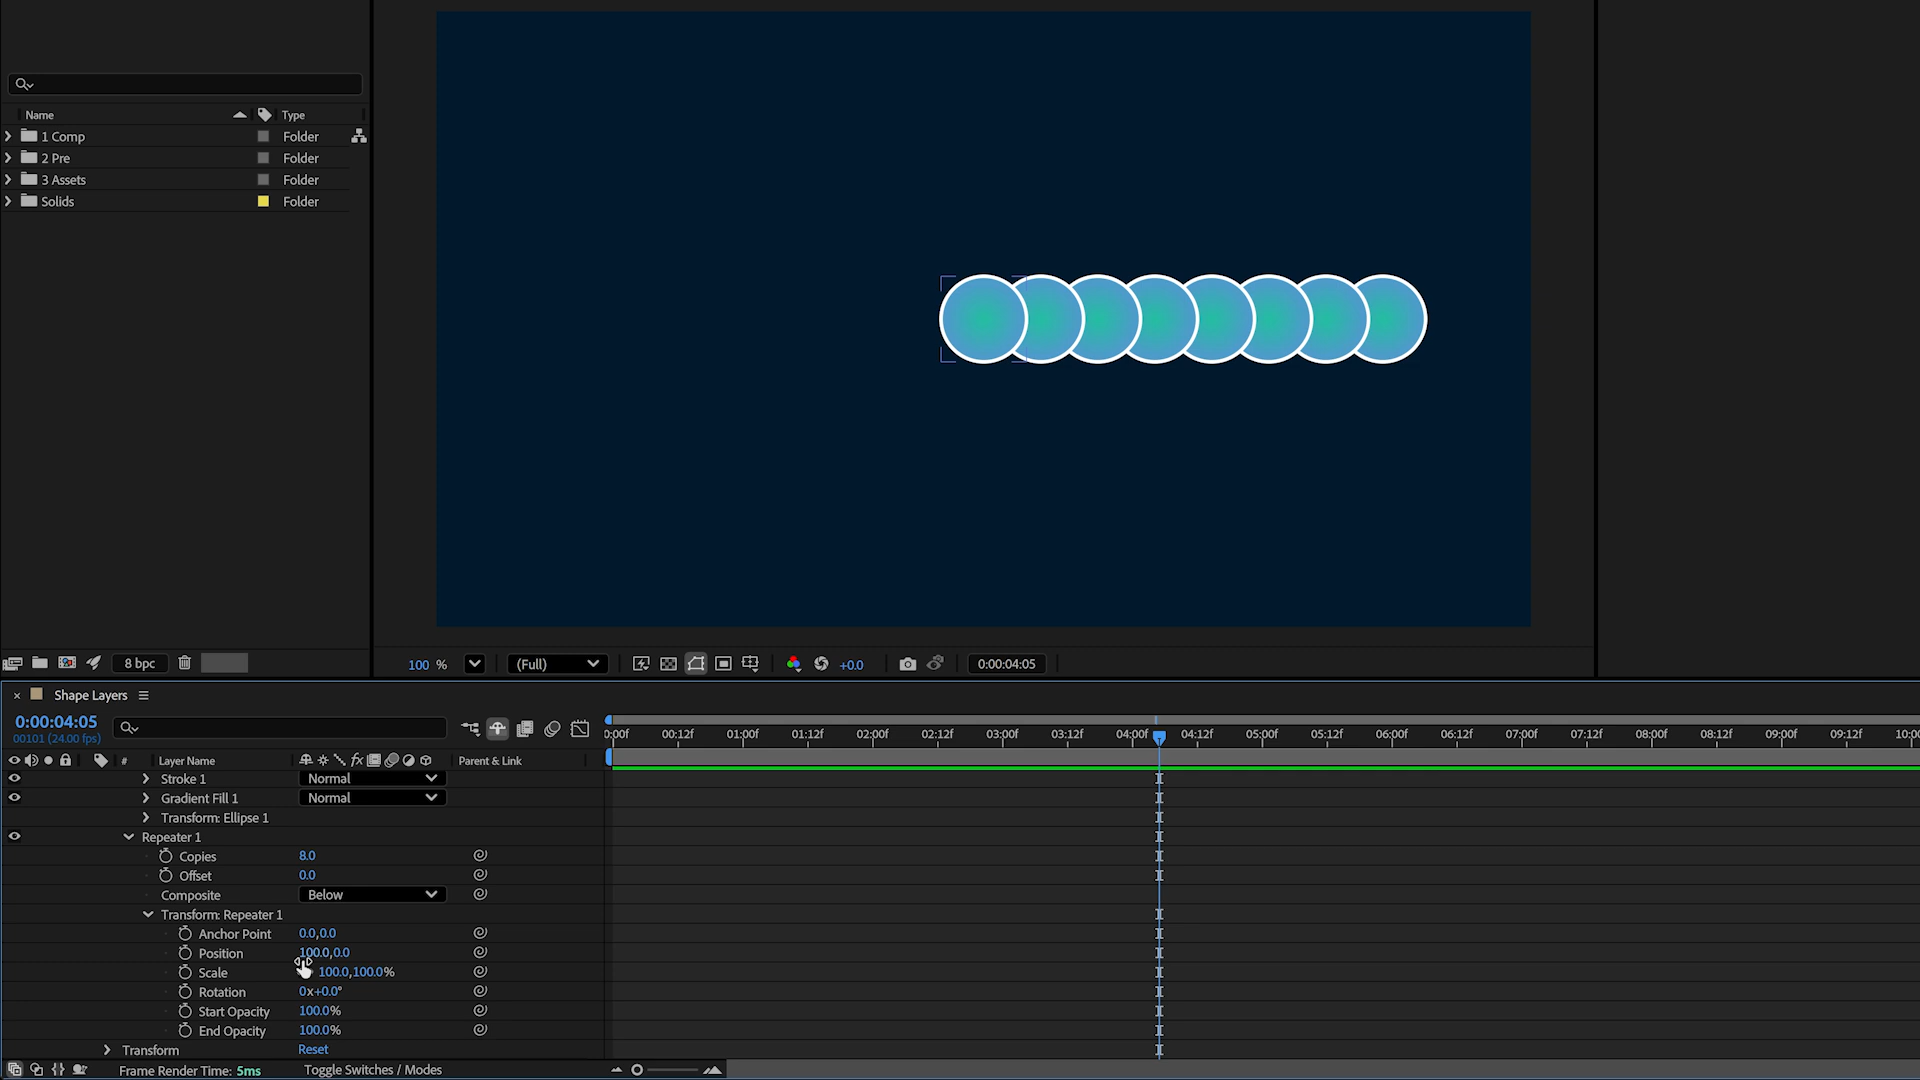 Name Type
1 Comp Folder
2 Pre Folder
3 Assets Folder
Solids Folder
8 bpc
100 % (Full) +0.0 0:00:04:05
Shape Layers
0:00:04:05
00101 (24.00 fps)
0:00f 00:12f 01:00f 01:12f 02:00f 02:12f 03:00f 03:12f 04:00f 04:12f 05:00f 05:12f 06:00f 06:12f 07:00f 07:12f 08:00f 08:12f 09:00f 09:12f 10:00
# Layer Name fx Parent & Link
Stroke 1 Normal
Gradient Fill 1 Normal
Transform: Ellipse 1
Repeater 1
Copies 8.0
Offset 0.0
Composite Below
Transform: Repeater 1
Anchor Point 0.0,0.0
Position 100.0,0.0
Scale 100.0,100.0%
Rotation 0x+0.0°
Start Opacity 100.0%
End Opacity 100.0%
Transform Reset
Frame Render Time: 5ms Toggle Switches / Modes